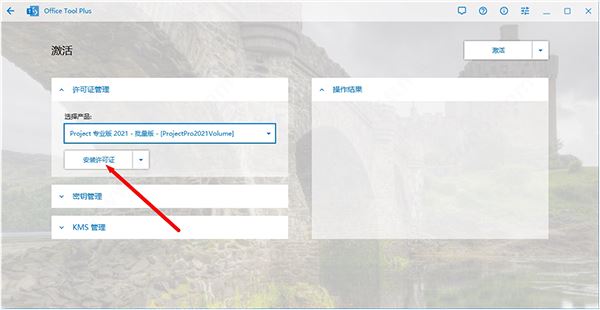 Office Tool Plus
激活
激活
许可证管理
选择产品:
Project 专业版 2021 - 批量版 - [ProjectPro2021Volume]
安装许可证
密钥管理
KMS 管理
操作结果